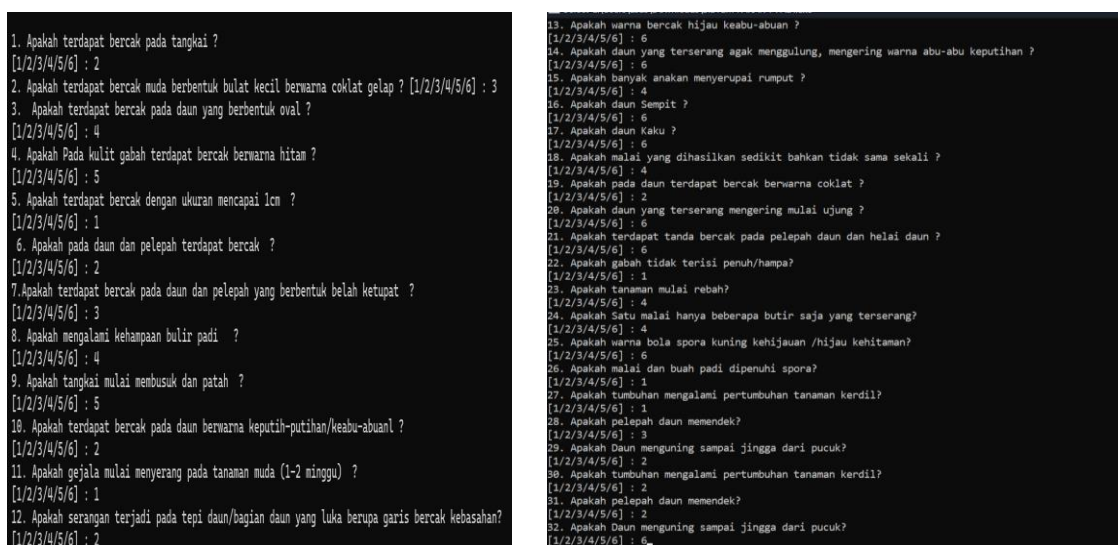 1. Apakah terdapat bercak pada tangkai ?
[1/2/3/4/5/6] : 2
2. Apakah terdapat bercak muda berbentuk bulat kecil berwarna coklat gelap ? [1/2/3/4/5/6] : 3
3. Apakah terdapat bercak pada daun yang berbentuk oval ?
[1/2/3/4/5/6] : 4
4. Apakah Pada kulit gabah terdapat bercak berwarna hitam ?
[1/2/3/4/5/6] : 5
5. Apakah terdapat bercak dengan ukuran mencapai 1cm ?
[1/2/3/4/5/6] : 1
6. Apakah pada daun dan pelepah terdapat bercak ?
[1/2/3/4/5/6] : 2
7.Apakah terdapat bercak pada daun dan pelepah yang berbentuk belah ketupat ?
[1/2/3/4/5/6] : 3
8. Apakah mengalami kehampaan bulir padi ?
[1/2/3/4/5/6] : 4
9. Apakah tangkai mulai membusuk dan patah ?
[1/2/3/4/5/6] : 5
10. Apakah terdapat bercak pada daun berwarna keputih-putihan/keabu-abuanl ?
[1/2/3/4/5/6] : 2
11. Apakah gejala mulai menyerang pada tanaman muda (1-2 minggu) ?
[1/2/3/4/5/6] : 1
12. Apakah serangan terjadi pada tepi daun/bagian daun yang luka berupa garis bercak kebasahan?
[1/2/3/4/5/6] : 2
13. Apakah warna bercak hijau keabu-abuan ?
[1/2/3/4/5/6] : 6
14. Apakah daun yang terserang agak menggulung, mengering warna abu-abu keputihan ?
[1/2/3/4/5/6] : 6
15. Apakah banyak anakan menyerupai rumput ?
[1/2/3/4/5/6] : 4
16. Apakah daun Sempit ?
[1/2/3/4/5/6] : 6
17. Apakah daun Kaku ?
[1/2/3/4/5/6] : 6
18. Apakah malai yang dihasilkan sedikit bahkan tidak sama sekali ?
[1/2/3/4/5/6] : 4
19. Apakah pada daun terdapat bercak berwarna coklat ?
[1/2/3/4/5/6] : 2
20. Apakah daun yang terserang mengering mulai ujung ?
[1/2/3/4/5/6] : 6
21. Apakah terdapat tanda bercak pada pelepah daun dan helai daun ?
[1/2/3/4/5/6] : 6
22. Apakah gabah tidak terisi penuh/hampa?
[1/2/3/4/5/6] : 1
23. Apakah tanaman mulai rebah?
[1/2/3/4/5/6] : 4
24. Apakah Satu malai hanya beberapa butir saja yang terserang?
[1/2/3/4/5/6] : 4
25. Apakah warna bola spora kuning kehijauan /hijau kehitaman?
[1/2/3/4/5/6] : 6
26. Apakah malai dan buah padi dipenuhi spora?
[1/2/3/4/5/6] : 1
27. Apakah tumbuhan mengalami pertumbuhan tanaman kerdil?
[1/2/3/4/5/6] : 1
28. Apakah pelepah daun memendek?
[1/2/3/4/5/6] : 3
29. Apakah Daun menguning sampai jingga dari pucuk?
[1/2/3/4/5/6] : 2
30. Apakah tumbuhan mengalami pertumbuhan tanaman kerdil?
[1/2/3/4/5/6] : 2
31. Apakah pelepah daun memendek?
[1/2/3/4/5/6] : 2
32. Apakah Daun menguning sampai jingga dari pucuk?
[1/2/3/4/5/6] : 6_